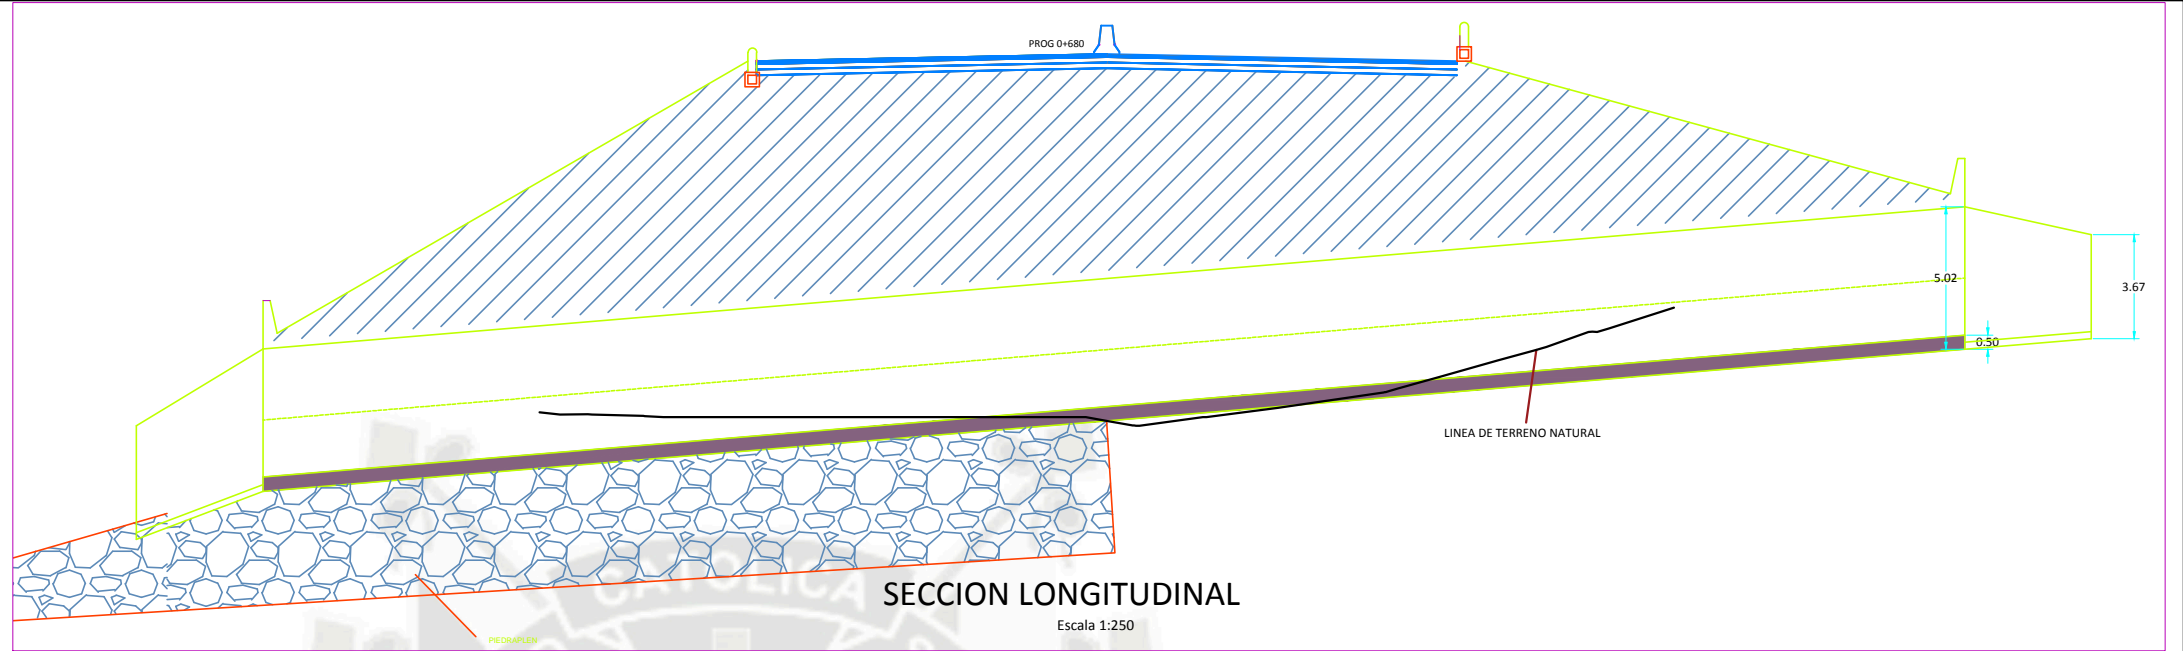 PROG 0+680
5.02
3.67
0.50
LINEA DE TERRENO NATURAL
CATOLICA
SECCION LONGITUDINAL
Escala 1:250
PIEDRAPLEN